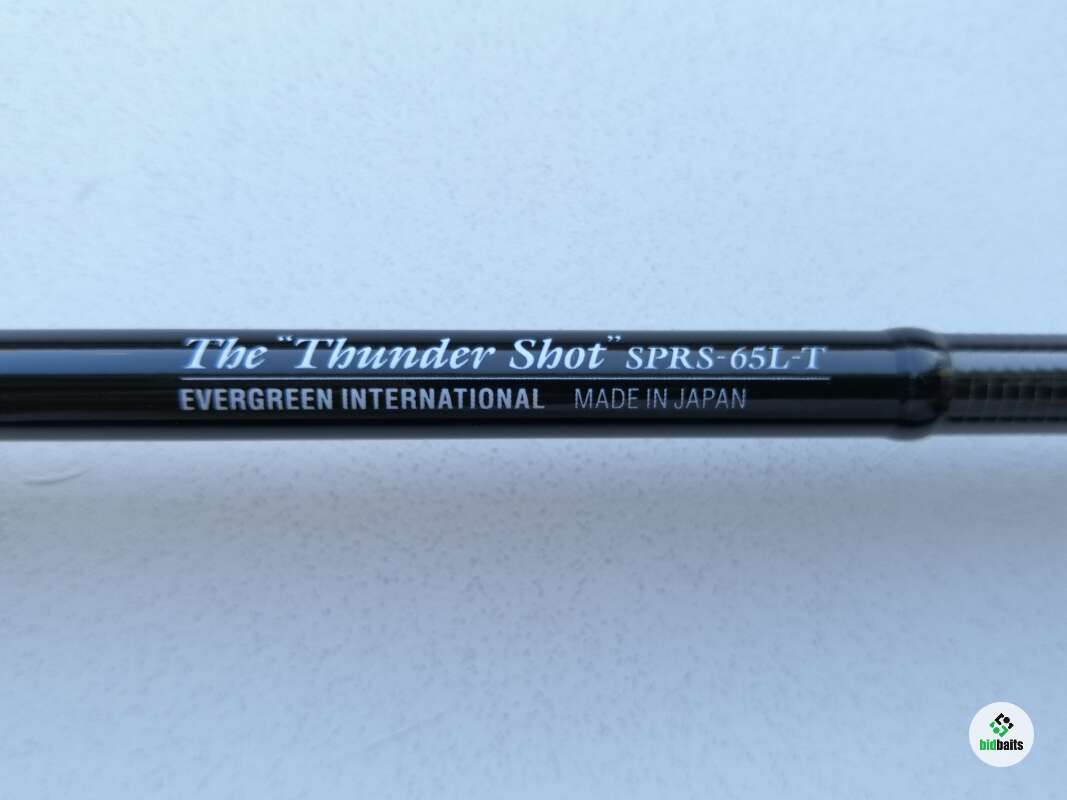 The "Thunder Shot" SPRS-65L-T
EVERGREEN INTERNATIONAL MADE IN JAPAN
bidbaits